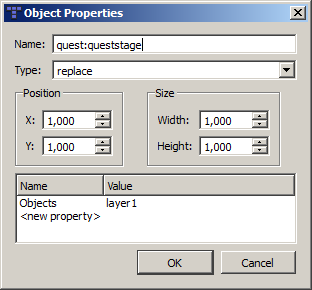 Object Properties
Name: quest:queststage
Type: replace
Position Size
X: 1,000 Width: 1,000
Y: 1,000 Height: 1,000
Name Value
Objects layer1
<new property>
OK Cancel